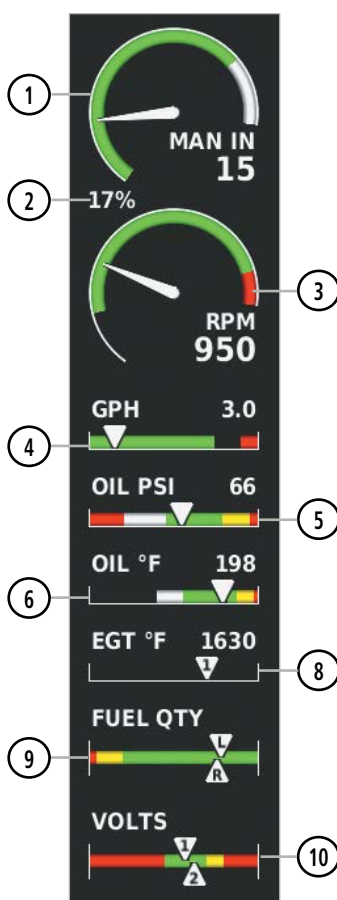 1
MAN IN
15
2
17%
3
RPM
950
GPH 3.0
4
OIL PSI 66
5
OIL °F 198
6
EGT °F 1630
1
8
FUEL QTY
L
9
R
VOLTS
1
10
2